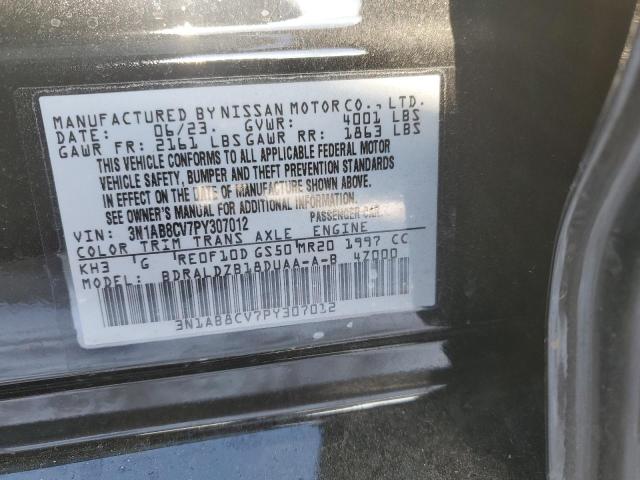 MANUFACTURED BY NISSAN MOTOR CO., LTD.
DATE: 06/23. GVWR: 4001 LBS
GAWR FR: 2161 LBS GAWR RR: 1863 LBS
THIS VEHICLE CONFORMS TO ALL APPLICABLE FEDERAL MOTOR
VEHICLE SAFETY, BUMPER AND THEFT PREVENTION STANDARDS
IN EFFECT ON THE DATE OF MANUFACTURE SHOWN ABOVE.
SEE OWNER'S MANUAL FOR ADDITIONAL INFORMATION.
VIN: 3N1AB8CV7PY307012 PASSENGER CAR
COLOR TRIM TRANS AXLE ENGINE
KH3 G RE0F10D GS50 MR20 1997 CC
MODEL: BDRALDZB18DUAA-A-B 47000
3N1AB8CV7PY307012